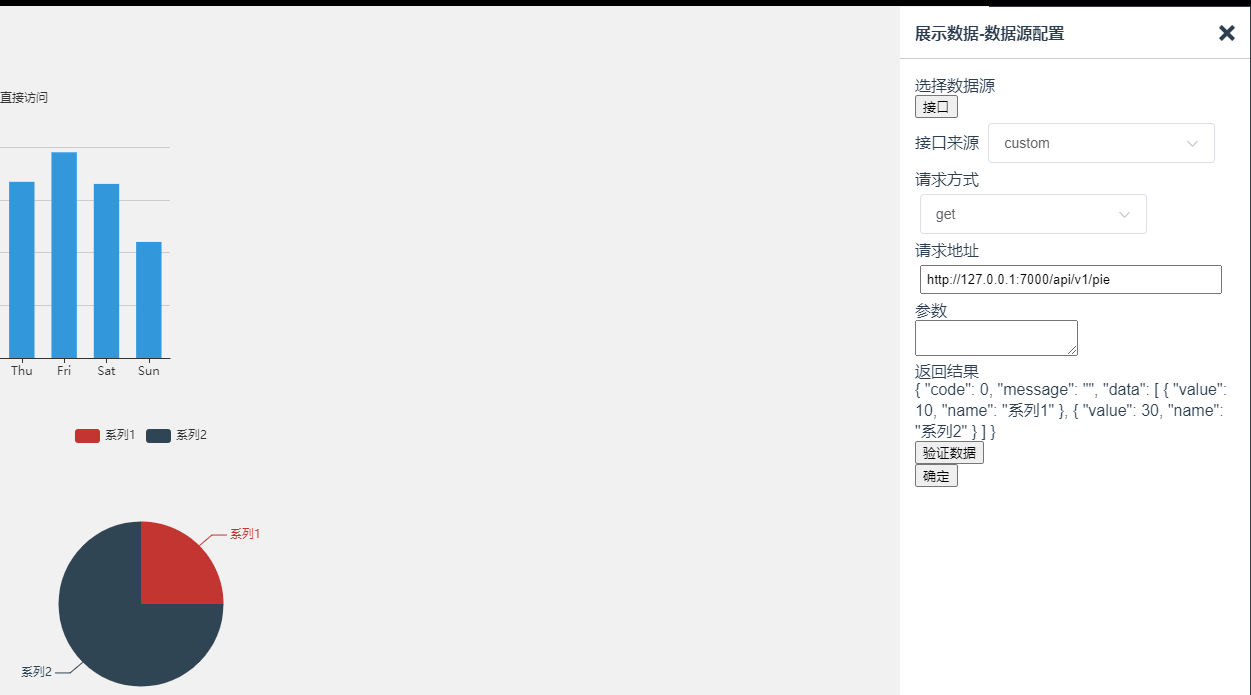 直接访问
Thu Fri Sat Sun
系列1 系列2
系列1
系列2
展示数据-数据源配置
选择数据源
接口
接口来源 custom
请求方式
get
请求地址
http://127.0.0.1:7000/api/v1/pie
参数
返回结果
{ "code": 0, "message": "", "data": [ { "value":
10, "name": "系列1" }, { "value": 30, "name":
"系列2" } ] }
验证数据
确定